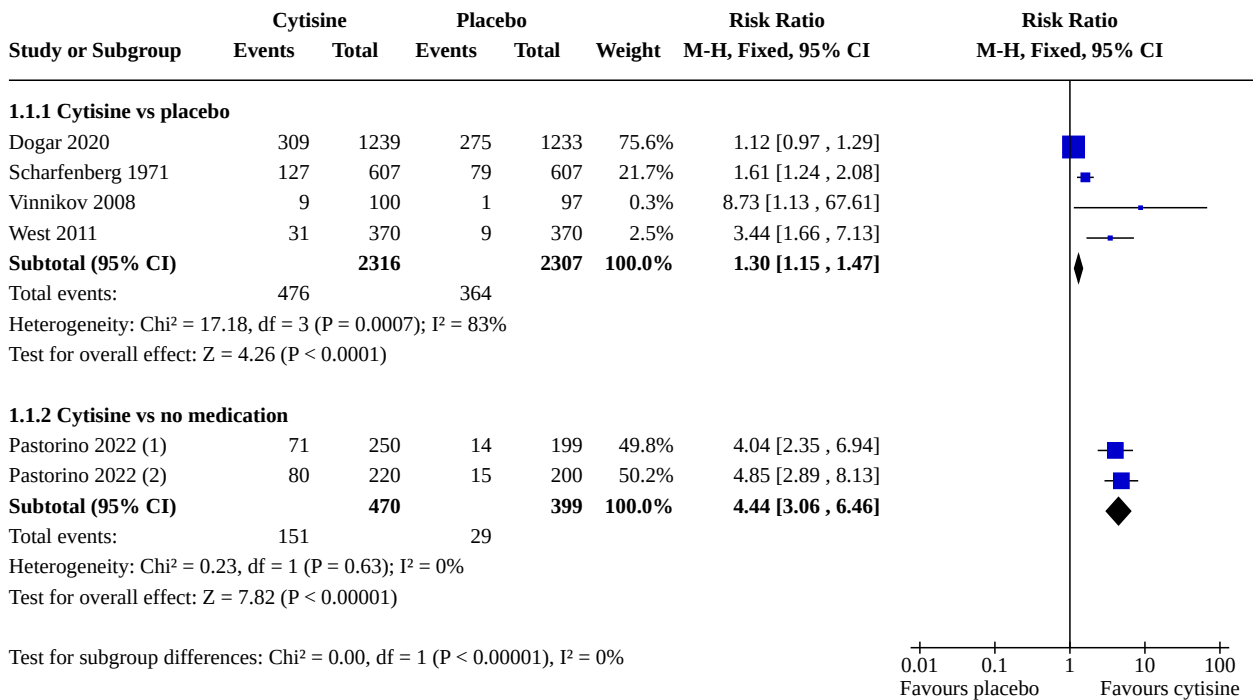 Cytisine Placebo Risk Ratio Risk Ratio
Study or Subgroup Events Total Events Total Weight M-H, Fixed, 95% CI M-H, Fixed, 95% CI
1.1.1 Cytisine vs placebo
Dogar 2020 309 1239 275 1233 75.6% 1.12 [0.97 , 1.29]
Scharfenberg 1971 127 607 79 607 21.7% 1.61 [1.24 , 2.08]
Vinnikov 2008 9 100 1 97 0.3% 8.73 [1.13 , 67.61]
West 2011 31 370 9 370 2.5% 3.44 [1.66 , 7.13]
Subtotal (95% CI) 2316 2307 100.0% 1.30 [1.15 , 1.47]
Total events: 476 364
Heterogeneity: Chi² = 17.18, df = 3 (P = 0.0007); I² = 83%
Test for overall effect: Z = 4.26 (P < 0.0001)
1.1.2 Cytisine vs no medication
Pastorino 2022 (1) 71 250 14 199 49.8% 4.04 [2.35 , 6.94]
Pastorino 2022 (2) 80 220 15 200 50.2% 4.85 [2.89 , 8.13]
Subtotal (95% CI) 470 399 100.0% 4.44 [3.06 , 6.46]
Total events: 151 29
Heterogeneity: Chi² = 0.23, df = 1 (P = 0.63); I² = 0%
Test for overall effect: Z = 7.82 (P < 0.00001)
Test for subgroup differences: Chi² = 0.00, df = 1 (P < 0.00001), I² = 0%
0.01 0.1 1 10 100
Favours placebo Favours cytisine